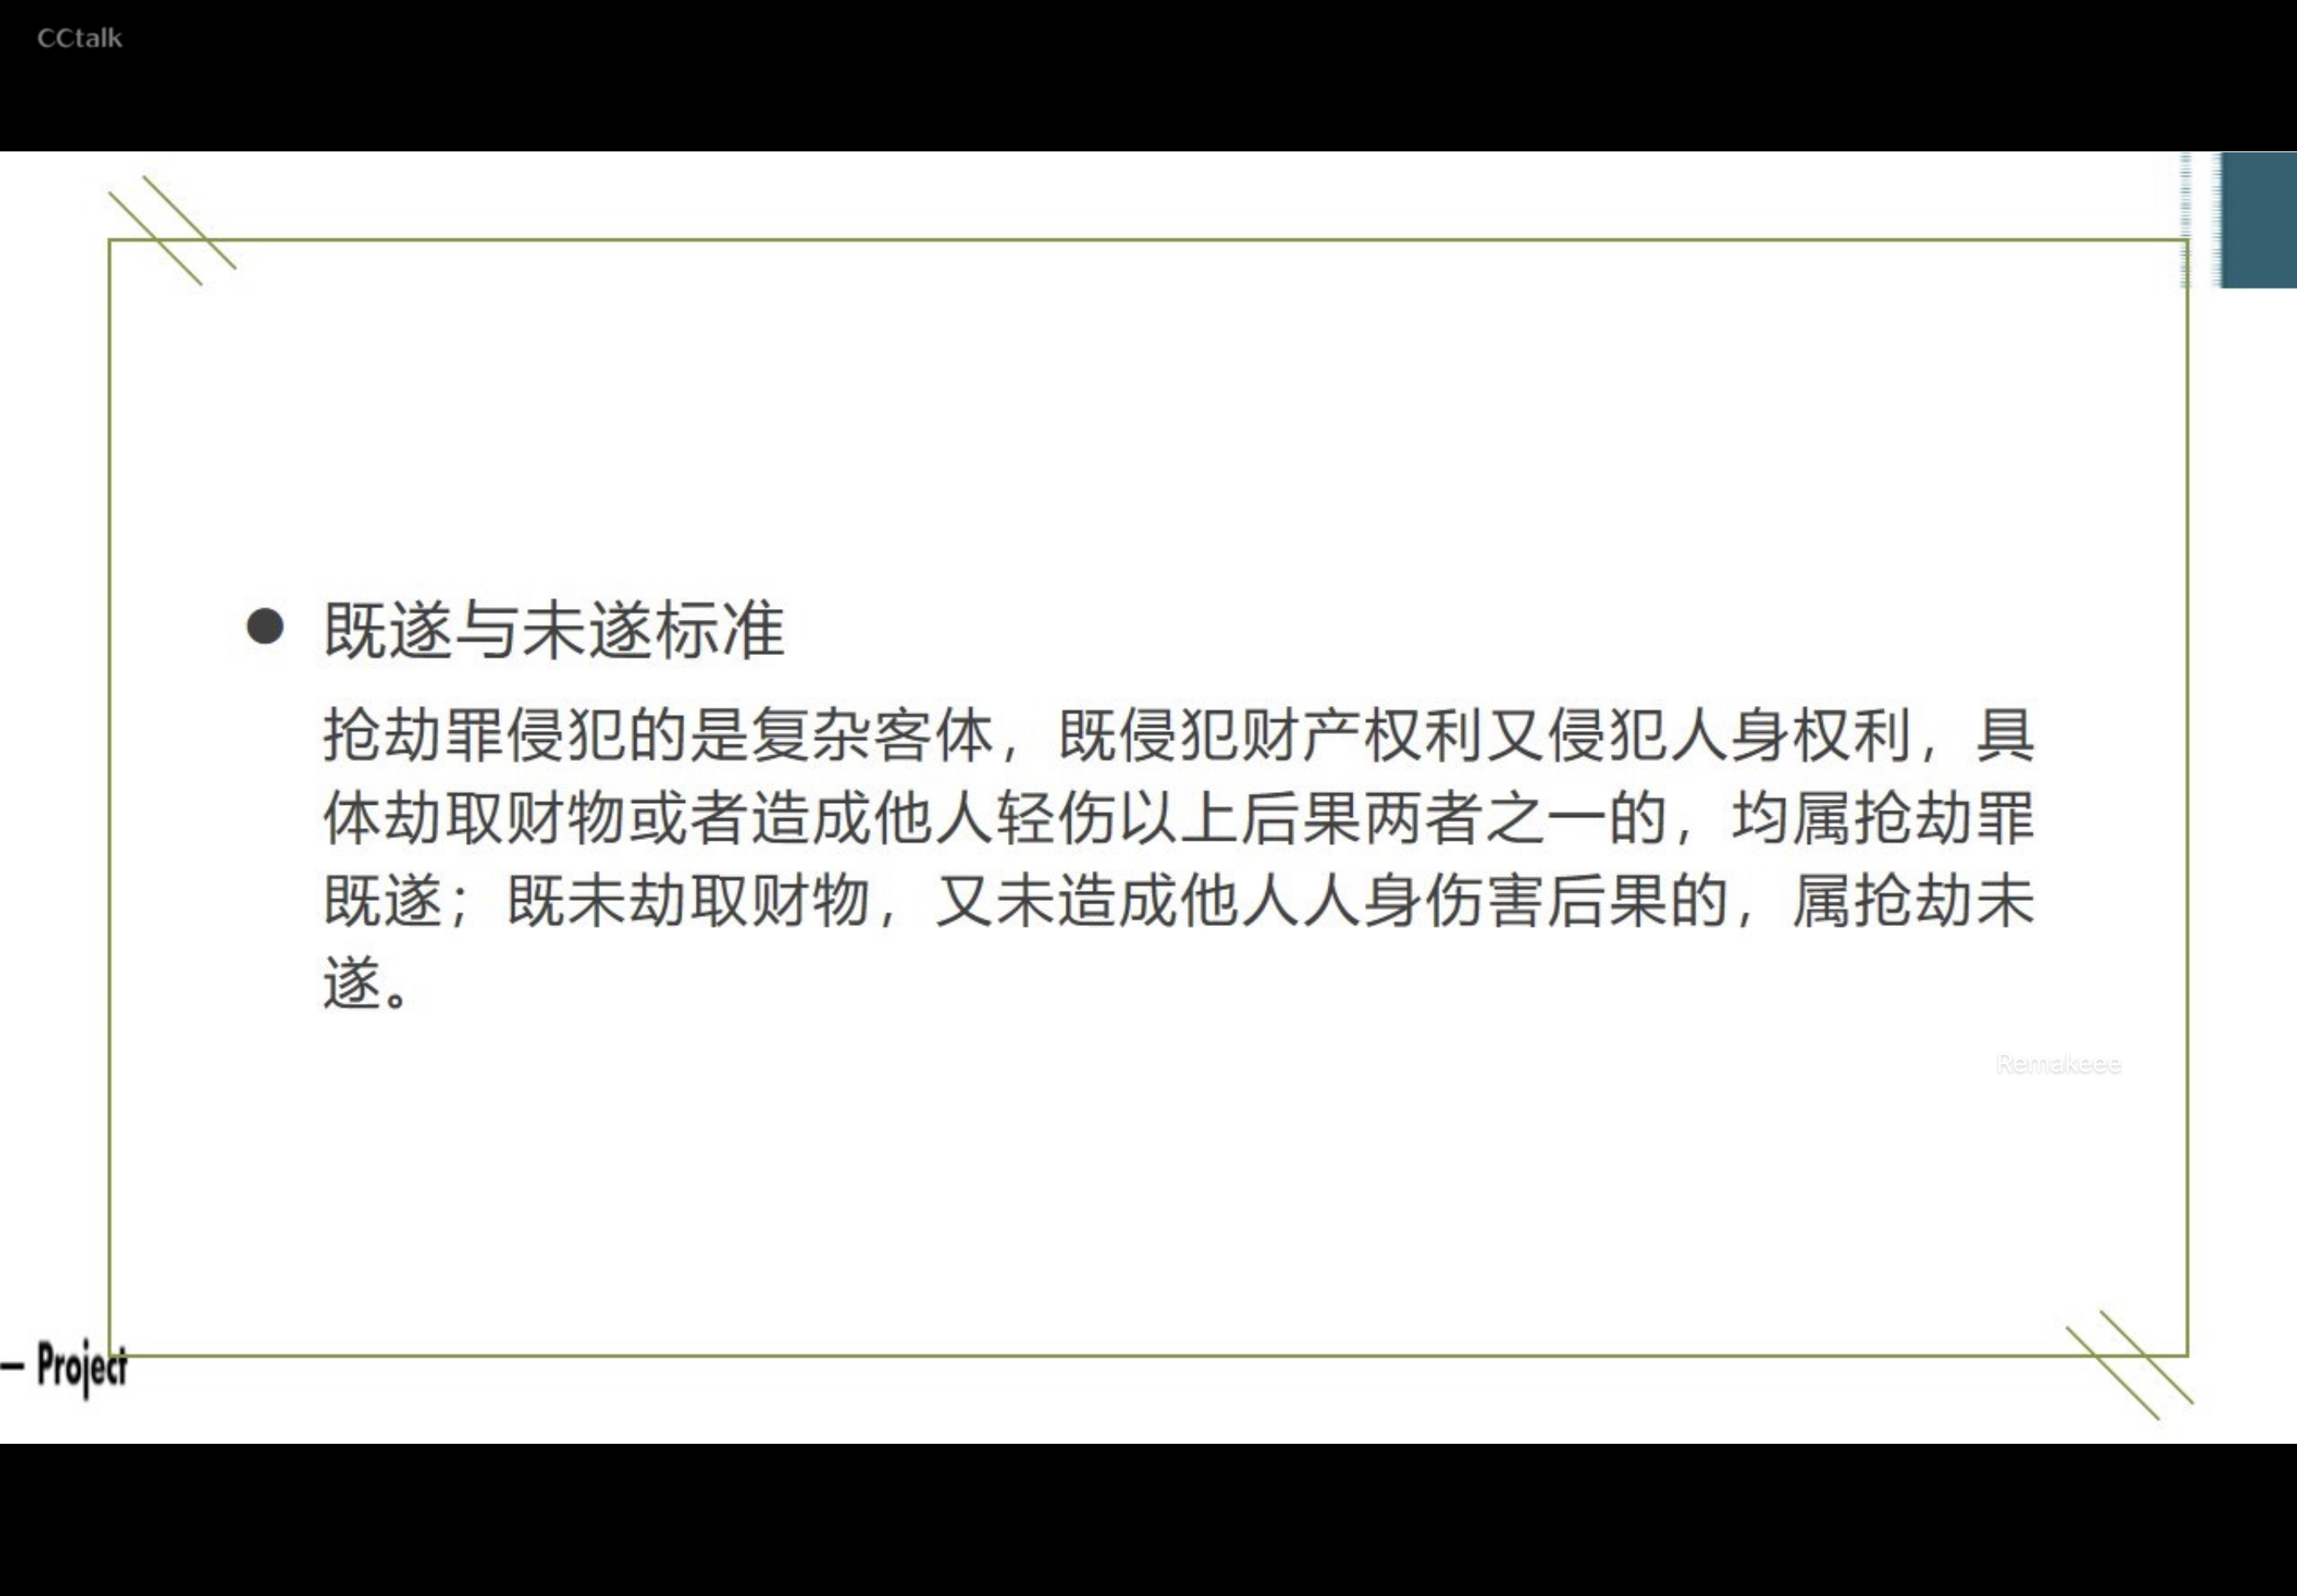 CCtalk
既遂与未遂标准
抢劫罪侵犯的是复杂客体，既侵犯财产权利又侵犯人身权利，具
体劫取财物或者造成他人轻伤以上后果两者之一的，均属抢劫罪
既遂；既未劫取财物，又未造成他人人身伤害后果的，属抢劫未
遂。
Remakeee
– Project